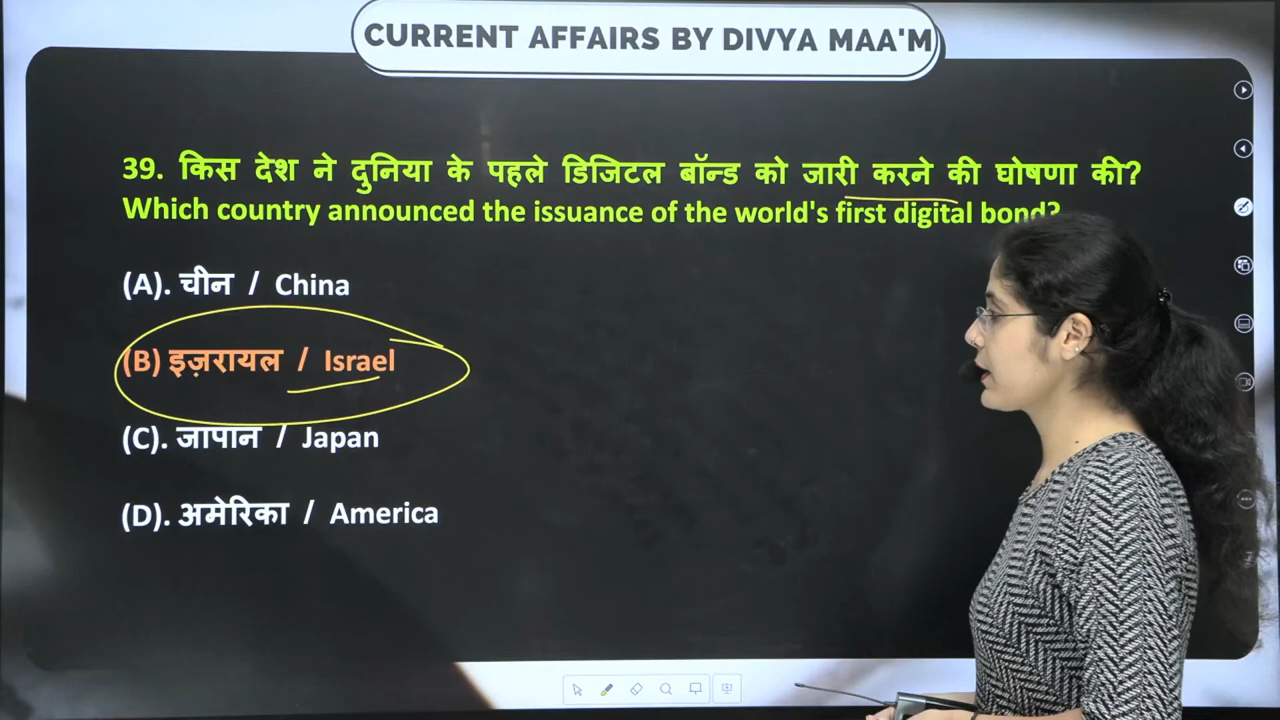 CURRENT AFFAIRS BY DIVYA MAA'M
39. किस देश ने दुनिया के पहले डिजिटल बॉन्ड को जारी करने की घोषणा की?
Which country announced the issuance of the world's first digital bond?
(A). चीन / China
(B) इज़रायल / Israel
(C). जापान / Japan
(D). अमेरिका / America